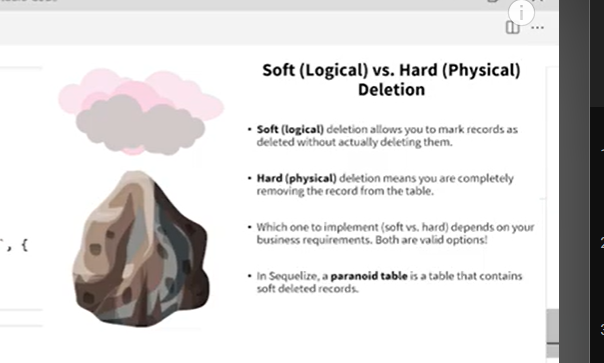 Soft (Logical) vs. Hard (Physical)
Deletion
• Soft (logical) deletion allows you to mark records as
deleted without actually deleting them.
• Hard (physical) deletion means you are completely
removing the record from the table.
• Which one to implement (soft vs. hard) depends on your
business requirements. Both are valid options!
• In Sequelize, a paranoid table is a table that contains
soft deleted records.
, {